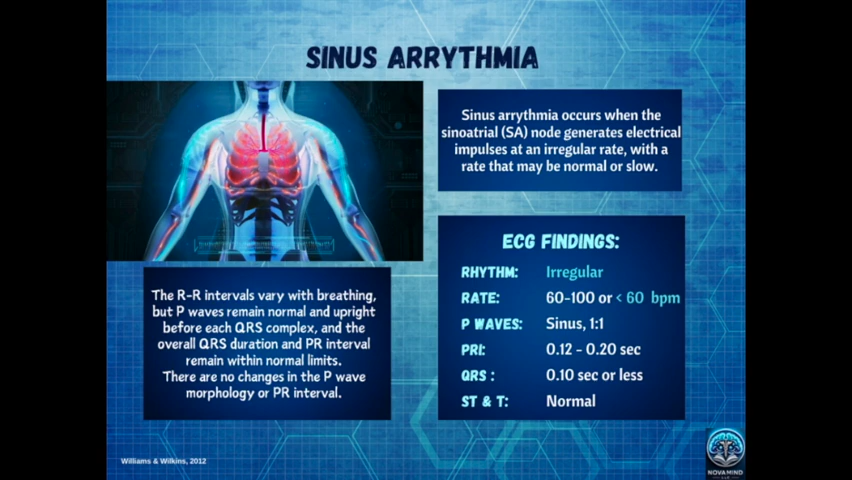 SINUS ARRYTHMIA
Sinus arrythmia occurs when the
sinoatrial (SA) node generates electrical
impulses at an irregular rate, with a
rate that may be normal or slow.
The R-R intervals vary with breathing,
but P waves remain normal and upright
before each QRS complex, and the
overall QRS duration and PR interval
remain within normal limits.
There are no changes in the P wave
morphology or PR interval.
ECG FINDINGS:
RHYTHM: Irregular
RATE: 60-100 or < 60 bpm
P WAVES: Sinus, 1:1
PRI: 0.12 - 0.20 sec
QRS : 0.10 sec or less
ST & T: Normal
Williams & Wilkins, 2012
NOVAMIND